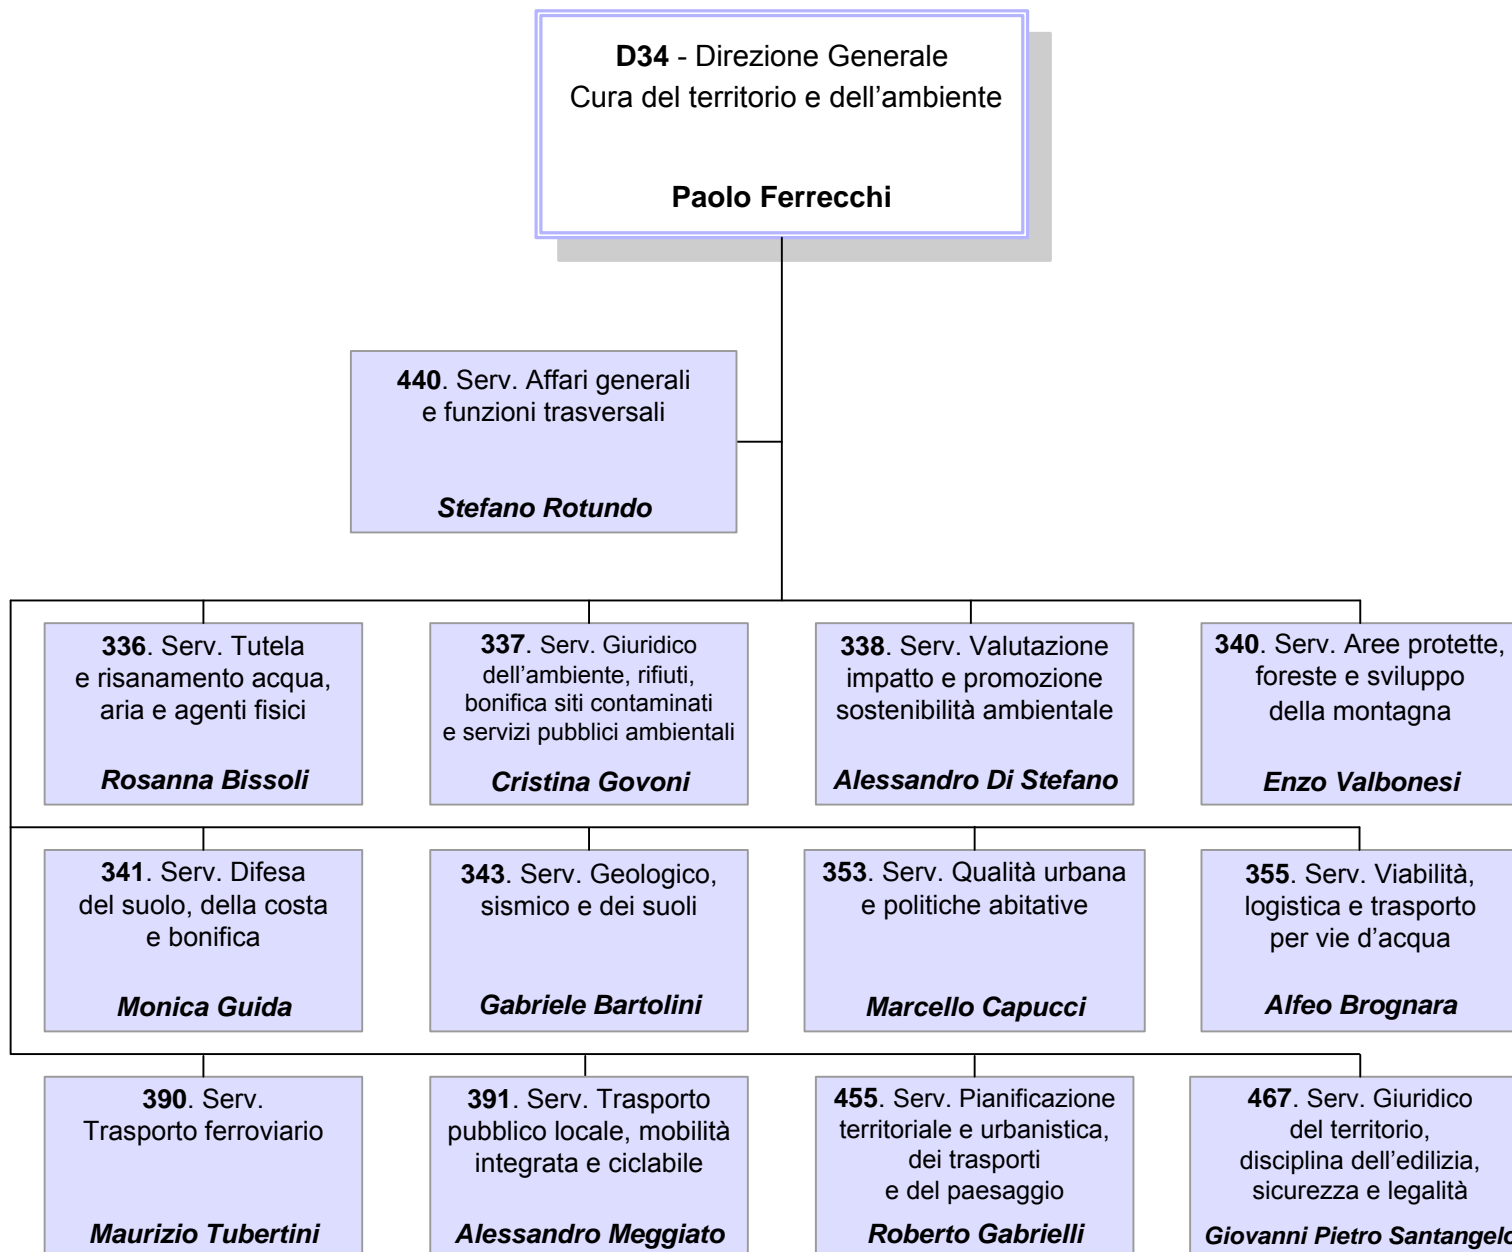 D34 - Direzione Generale
Cura del territorio e dell’ambiente
Paolo Ferrecchi
440. Serv. Affari generali
e funzioni trasversali
Stefano Rotundo
336. Serv. Tutela
e risanamento acqua,
aria e agenti fisici
Rosanna Bissoli
337. Serv. Giuridico
dell’ambiente, rifiuti,
bonifica siti contaminati
e servizi pubblici ambientali
Cristina Govoni
338. Serv. Valutazione
impatto e promozione
sostenibilità ambientale
Alessandro Di Stefano
340. Serv. Aree protette,
foreste e sviluppo
della montagna
Enzo Valbonesi
341. Serv. Difesa
del suolo, della costa
e bonifica
Monica Guida
343. Serv. Geologico,
sismico e dei suoli
Gabriele Bartolini
353. Serv. Qualità urbana
e politiche abitative
Marcello Capucci
355. Serv. Viabilità,
logistica e trasporto
per vie d’acqua
Alfeo Brognara
390. Serv.
Trasporto ferroviario
Maurizio Tubertini
391. Serv. Trasporto
pubblico locale, mobilità
integrata e ciclabile
Alessandro Meggiato
455. Serv. Pianificazione
territoriale e urbanistica,
dei trasporti
e del paesaggio
Roberto Gabrielli
467. Serv. Giuridico
del territorio,
disciplina dell’edilizia,
sicurezza e legalità
Giovanni Pietro Santangelo